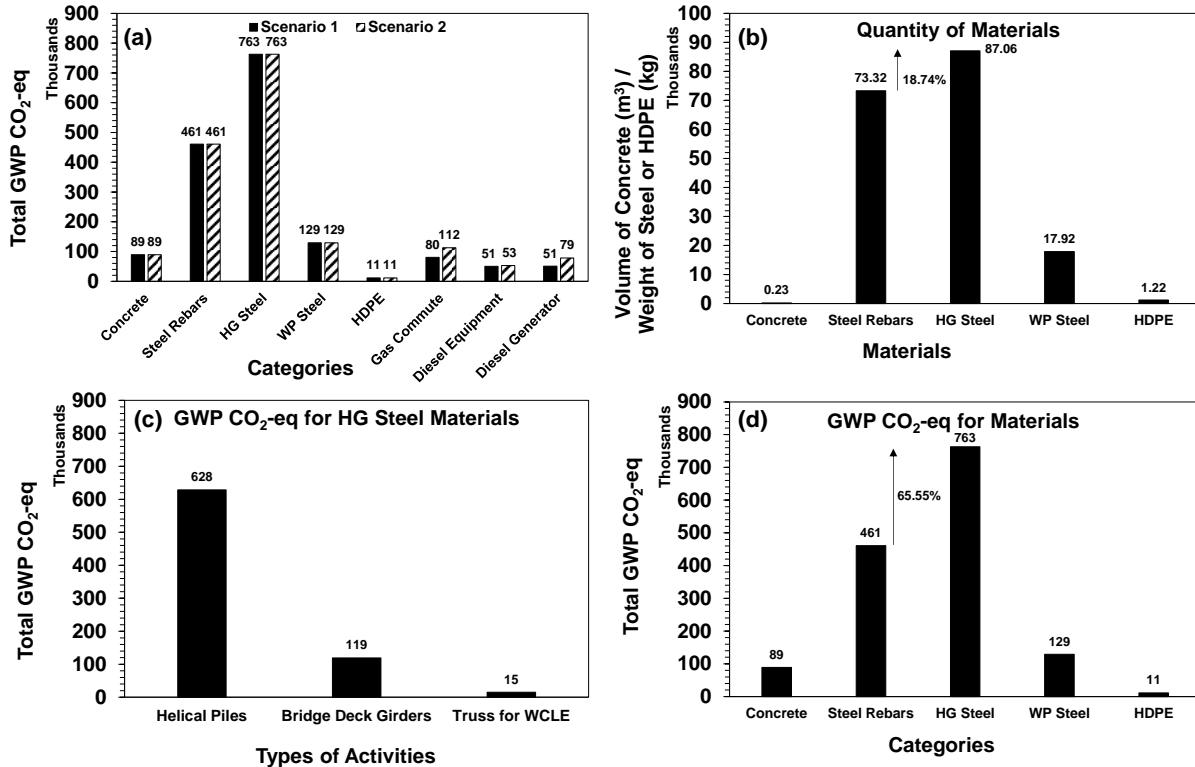 (a)
Scenario 1 Scenario 2
Total GWP CO₂-eq
Thousands
900
800
700
600
500
400
300
200
100
0
89 89
461 461
763 763
129 129
11 11
80 112
51 53
51 79
Concrete
Steel Rebars
HG Steel
WP Steel
HDPE
Gas Commute
Diesel Equipment
Diesel Generator
Categories
(b)
Quantity of Materials
Volume of Concrete (m³) /
Weight of Steel or HDPE (kg)
Thousands
100
90
80
70
60
50
40
30
20
10
0
0.23
73.32
18.74%
87.06
17.92
1.22
Concrete Steel Rebars HG Steel WP Steel HDPE
Materials
(c)
GWP CO₂-eq for HG Steel Materials
Total GWP CO₂-eq
Thousands
900
800
700
600
500
400
300
200
100
0
628
119
15
Helical Piles Bridge Deck Girders Truss for WCLE
Types of Activities
(d)
GWP CO₂-eq for Materials
Total GWP CO₂-eq
Thousands
900
800
700
600
500
400
300
200
100
0
89
461
65.55%
763
129
11
Concrete Steel Rebars HG Steel WP Steel HDPE
Categories